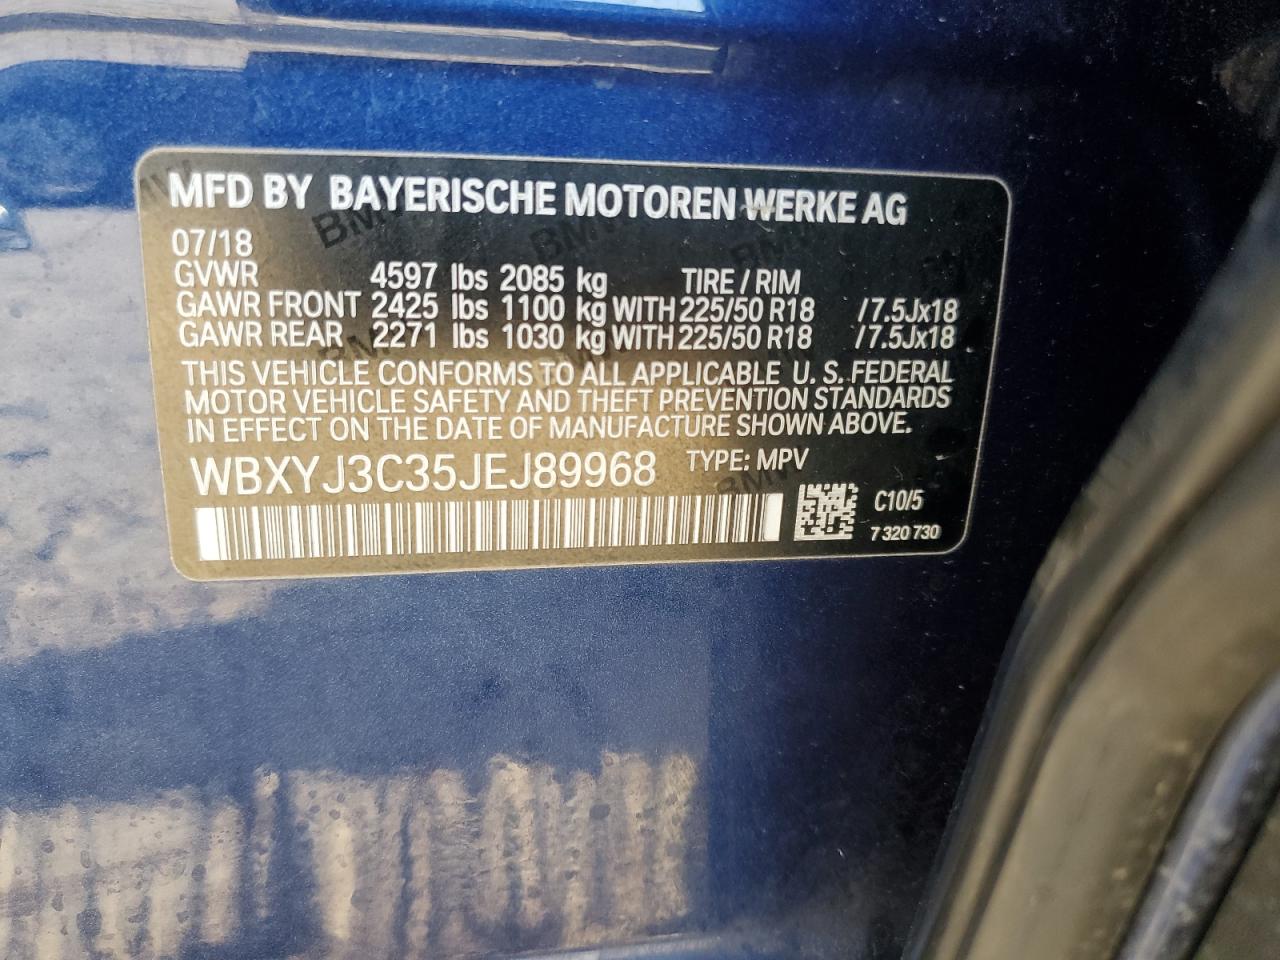 MFD BY BAYERISCHE MOTOREN WERKE AG
07/18
GVWR 4597 lbs 2085 kg TIRE / RIM
GAWR FRONT 2425 lbs 1100 kg WITH 225/50 R18 /7.5Jx18
GAWR REAR 2271 lbs 1030 kg WITH 225/50 R18 /7.5Jx18
THIS VEHICLE CONFORMS TO ALL APPLICABLE U.S. FEDERAL
MOTOR VEHICLE SAFETY AND THEFT PREVENTION STANDARDS
IN EFFECT ON THE DATE OF MANUFACTURE SHOWN ABOVE.
WBXYJ3C35JEJ89968 TYPE: MPV
C10/5
7 320 730